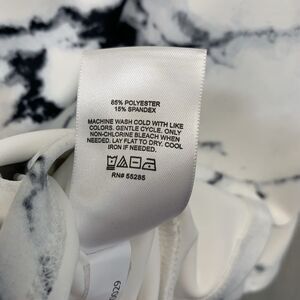 85% POLYESTER
15% SPANDEX
MACHINE WASH COLD WITH LIKE
COLORS. GENTLE CYCLE. ONLY
NON-CHLORINE BLEACH WHEN
NEEDED. LAY FLAT TO DRY. COOL
IRON IF NEEDED.
RN# 55285